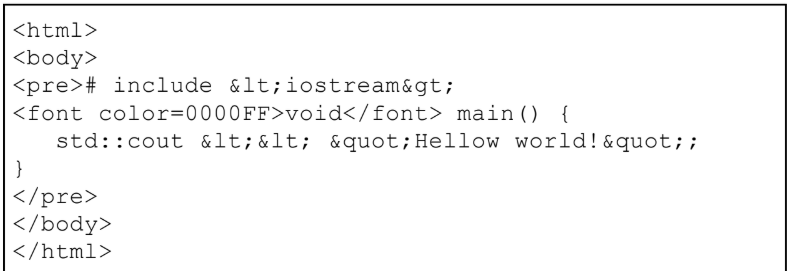 <html>
<body>
<pre># include &lt;iostream&gt;
<font color=0000FF>void</font> main() {
   std::cout &lt;&lt; &quot;Hellow world!&quot;;
}
</pre>
</body>
</html>